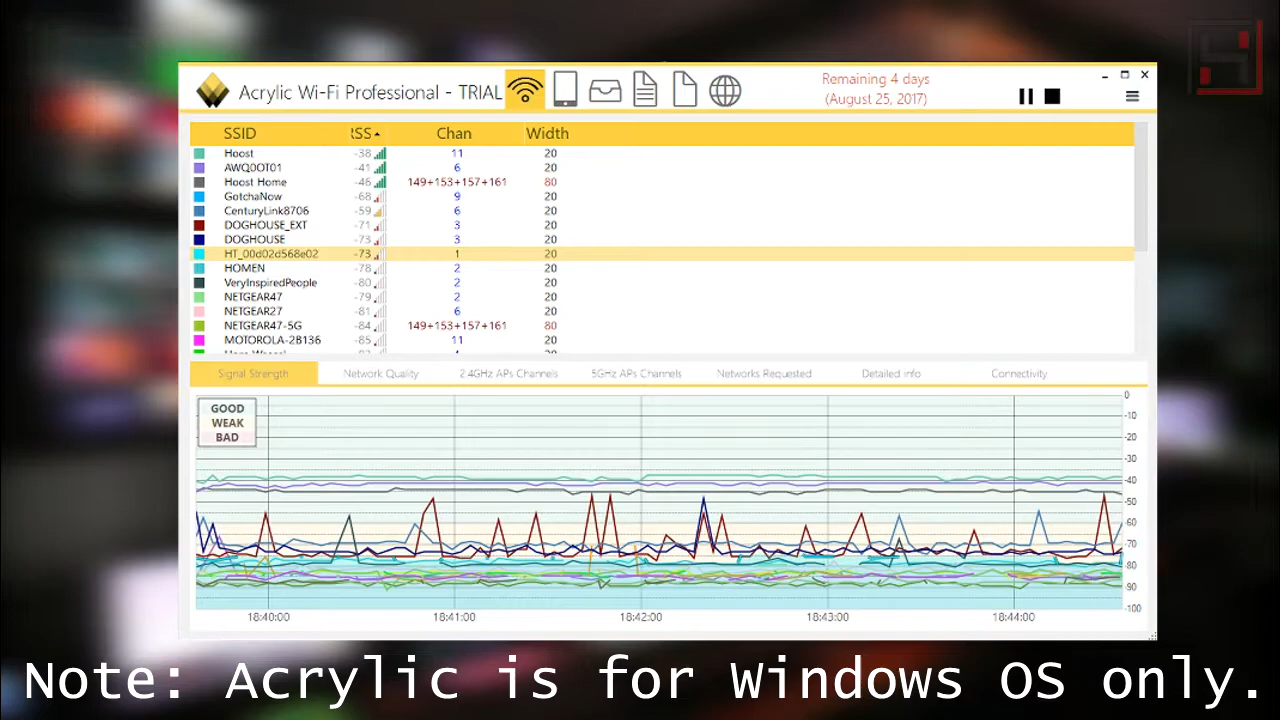 Acrylic Wi-Fi Professional - TRIAL
Remaining 4 days
(August 25, 2017)
SSID RSS Chan Width
Hoost -38 11 20
AWQ0OT01 -41 6 20
Hoost Home -46 149+153+157+161 80
GotchaNow -68 9 20
CenturyLink8706 -59 6 20
DOGHOUSE_EXT -71 3 20
DOGHOUSE -73 3 20
HT_00d02d568e02 -73 1 20
HOMEN -78 2 20
VeryInspiredPeople -80 2 20
NETGEAR47 -79 2 20
NETGEAR27 -81 6 20
NETGEAR47-5G -84 149+153+157+161 80
MOTOROLA-2B136 -85 11 20
Signal Strength Network Quality 2.4GHz APs Channels 5GHz APs Channels Networks Requested Detailed info Connectivity
GOOD
WEAK
BAD
0
-10
-20
-30
-40
-50
-60
-70
-80
-90
-100
18:40:00 18:41:00 18:42:00 18:43:00 18:44:00
Note: Acrylic is for Windows OS only.